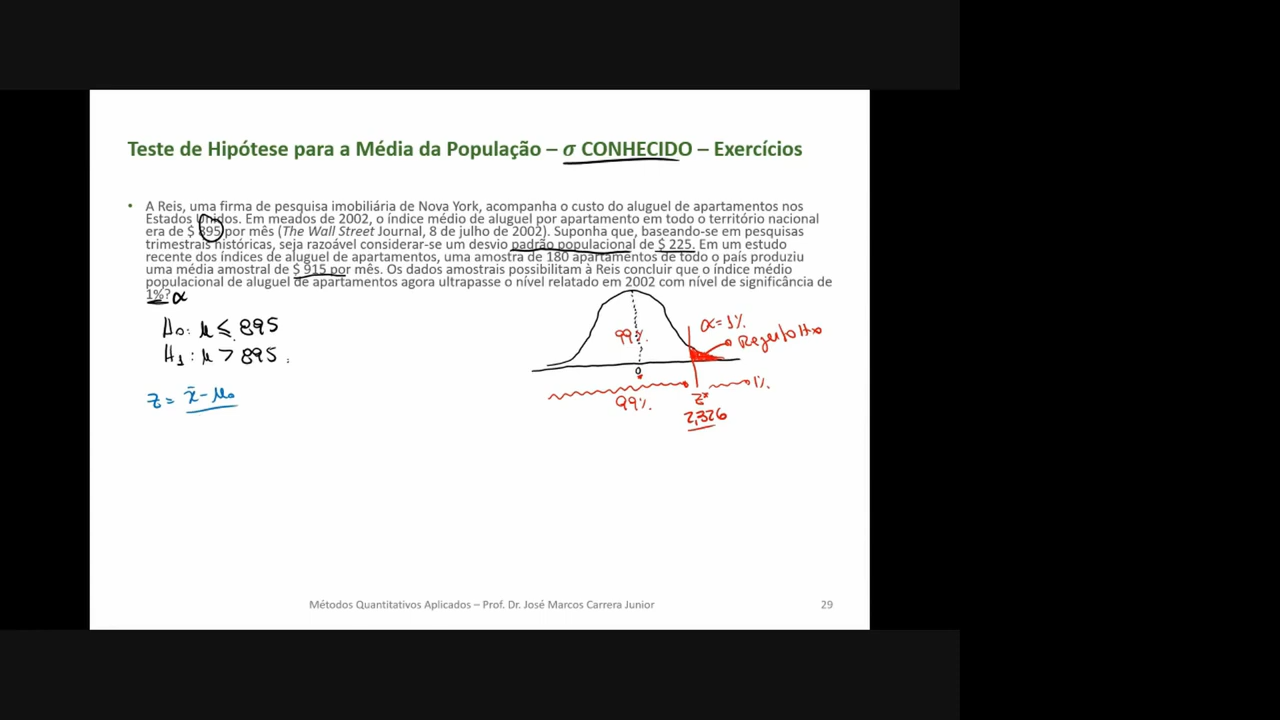 Teste de Hipótese para a Média da População – σ CONHECIDO – Exercícios
• A Reis, uma firma de pesquisa imobiliária de Nova York, acompanha o custo do aluguel de apartamentos nos
Estados Unidos. Em meados de 2002, o índice médio de aluguel por apartamento em todo o território nacional
era de $ 895 por mês (The Wall Street Journal, 8 de julho de 2002). Suponha que, baseando-se em pesquisas
trimestrais históricas, seja razoável considerar-se um desvio padrão populacional de $ 225. Em um estudo
recente dos índices de aluguel de apartamentos, uma amostra de 180 apartamentos de todo o país produziu
uma média amostral de $ 915 por mês. Os dados amostrais possibilitam à Reis concluir que o índice médio
populacional de aluguel de apartamentos agora ultrapasse o nível relatado em 2002 com nível de significância de
1%? α
H₀: μ ≤ 895
H₁: μ > 895
z = x̄ - μ₀
99%
α = 1%
Rejeito H₀
0
99%
1%
z*
2,326
Métodos Quantitativos Aplicados – Prof. Dr. José Marcos Carrera Junior
29